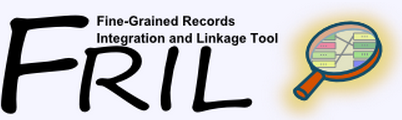 Fine-Grained Records
Integration and Linkage Tool
FRIL